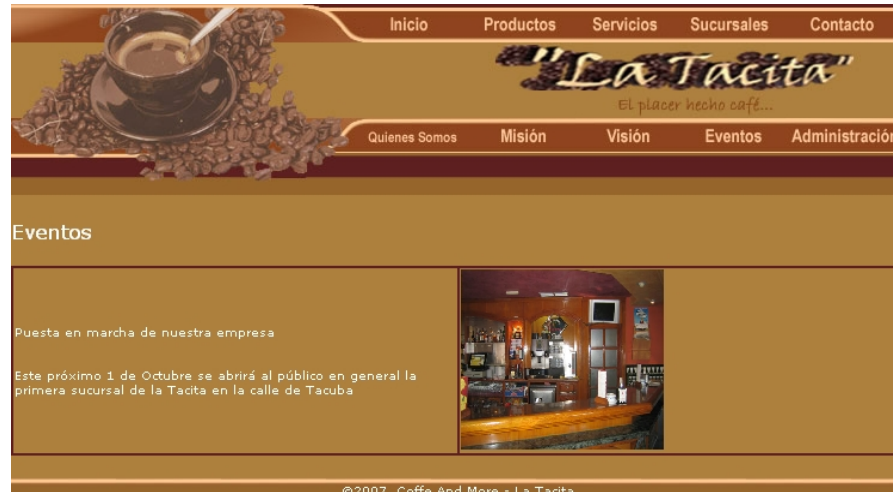 Inicio Productos Servicios Sucursales Contacto
"La Tacita"
El placer hecho café...
Quienes Somos Misión Visión Eventos Administración
Eventos
Puesta en marcha de nuestra empresa
Este próximo 1 de Octubre se abrirá al público en general la
primera sucursal de la Tacita en la calle de Tacuba
©2007 Coffe And More - La Tacita